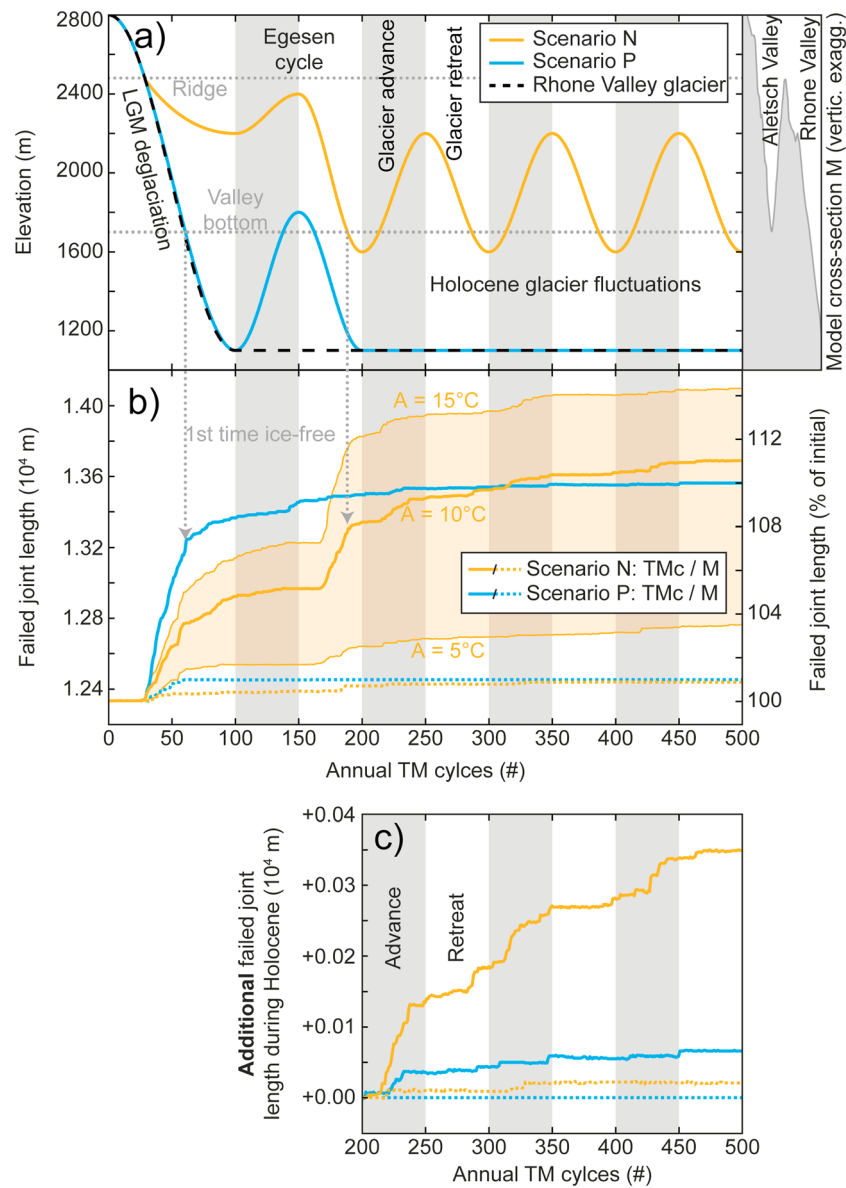 a)
2800
2400
2000
1600
1200
Elevation (m)
LGM deglaciation
Ridge
Valley
bottom
Egesen
cycle
Glacier advance
Glacier retreat
Scenario N
Scenario P
Rhone Valley glacier
Holocene glacier fluctuations
Aletsch Valley
Rhone Valley
Model cross-section M (vertic. exagg.)
b)
1.40
1.36
1.32
1.28
1.24
Failed joint length (10⁴ m)
A = 15°C
1st time ice-free
A = 10°C
A = 5°C
Scenario N: TMc / M
Scenario P: TMc / M
112
108
104
100
Failed joint length (% of initial)
0 50 100 150 200 250 300 350 400 450 500
Annual TM cylces (#)
c)
+0.04
+0.03
+0.02
+0.01
+0.00
Additional failed joint
length during Holocene (10⁴ m)
Advance
Retreat
200 250 300 350 400 450 500
Annual TM cylces (#)